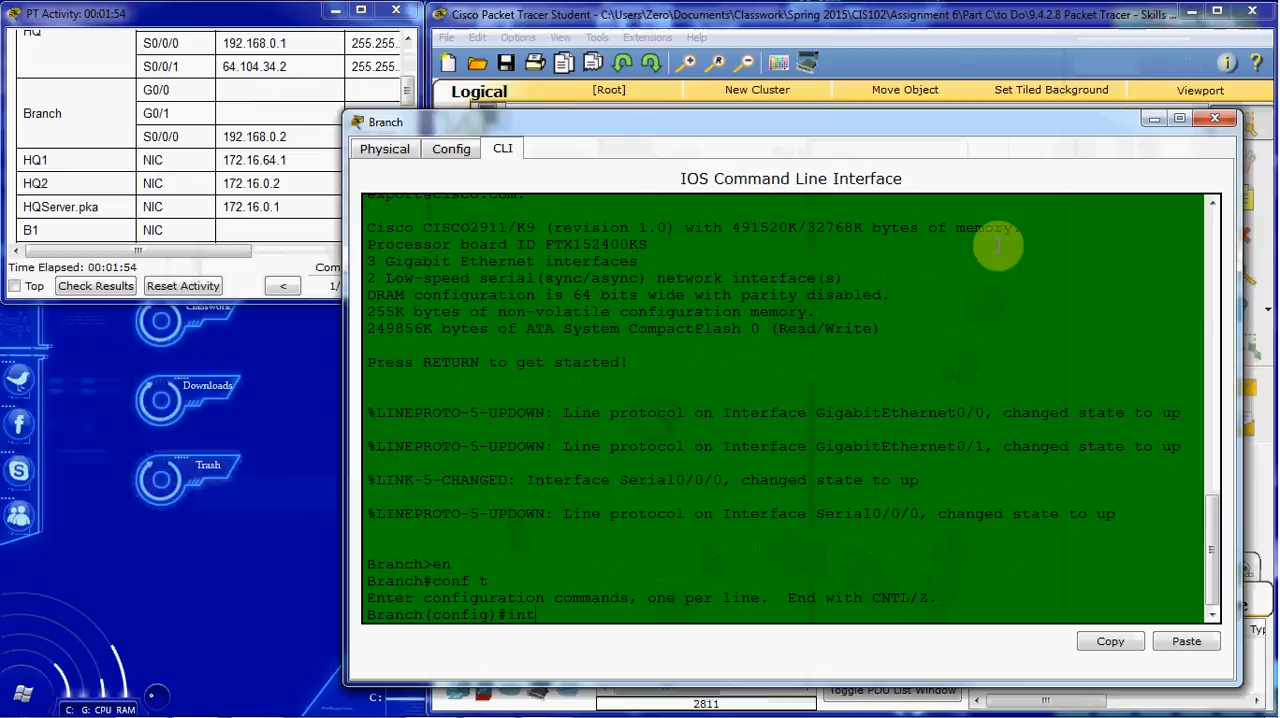 PT Activity: 00:01:54
HQ
S0/0/0 192.168.0.1 255.255...
S0/0/1 64.104.34.2 255.255...
Branch
G0/0
G0/1
S0/0/0 192.168.0.2
HQ1 NIC 172.16.64.1
HQ2 NIC 172.16.0.2
HQServer.pka NIC 172.16.0.1
B1 NIC
Time Elapsed: 00:01:54
Top Check Results Reset Activity < 1/
Classwork
Downloads
Trash
C: G: CPU RAM
C:
Cisco Packet Tracer Student - C:\Users\Zero\Documents\Classwork\Spring 2015\CIS102\Assignment 6\Part C\to Do\9.4.2.8 Packet Tracer - Skills ...
File Edit Options View Tools Extensions Help
Logical [Root] New Cluster Move Object Set Tiled Background Viewport
Branch
Physical Config CLI
IOS Command Line Interface
export@cisco.com.
Cisco CISCO2911/K9 (revision 1.0) with 491520K/32768K bytes of memory.
Processor board ID FTX152400KS
3 Gigabit Ethernet interfaces
2 Low-speed serial(sync/async) network interface(s)
DRAM configuration is 64 bits wide with parity disabled.
255K bytes of non-volatile configuration memory.
249856K bytes of ATA System CompactFlash 0 (Read/Write)
Press RETURN to get started!
%LINEPROTO-5-UPDOWN: Line protocol on Interface GigabitEthernet0/0, changed state to up
%LINEPROTO-5-UPDOWN: Line protocol on Interface GigabitEthernet0/1, changed state to up
%LINK-5-CHANGED: Interface Serial0/0/0, changed state to up
%LINEPROTO-5-UPDOWN: Line protocol on Interface Serial0/0/0, changed state to up
Branch>en
Branch#conf t
Enter configuration commands, one per line.  End with CNTL/Z.
Branch(config)#int
Copy Paste
Toggle PDU List Window
2811